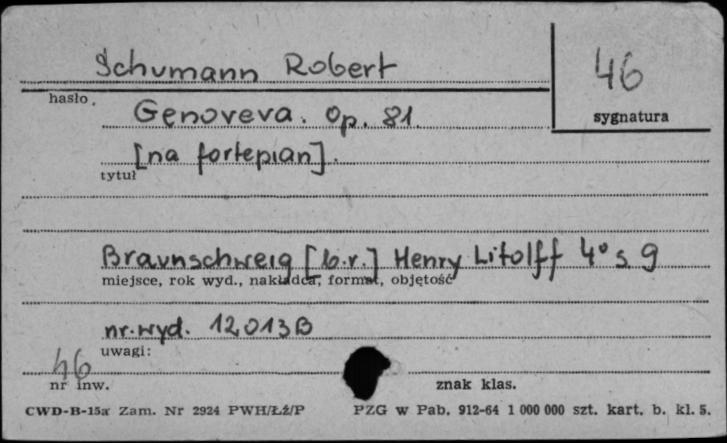 Schumann Robert
46
hasło
sygnatura
Genoveva. Op. 81.
[na fortepian].
tytuł
Braunschweig [b.r.] Henry Litolff 4° s 9
miejsce, rok wyd., nakładca, format, objętość
nr. wyd. 12013B
uwagi:
46
nr inw.
znak klas.
CWD-B-15a Zam. Nr 2924 PWH/ŁŻ/P PZG w Pab. 912-64 1 000 000 szt. kart. b. kl. 5.